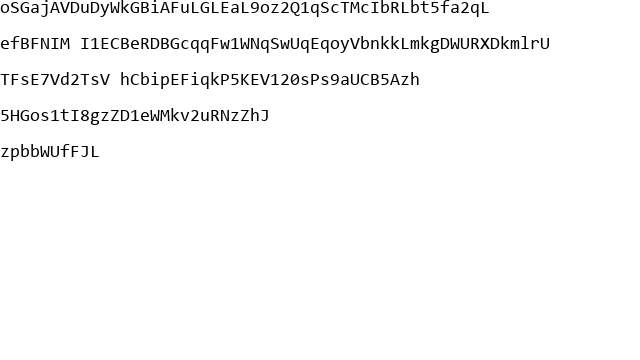 oSGajAVDuDyWkGBiAFuLGLEaL9oz2Q1qScTMcIbRLbt5fa2qL
efBFNIM I1ECBeRDBGcqqFw1WNqSwUqEqoyVbnkkLmkgDWURXDkmlrU
TFsE7Vd2TsV hCbipEFiqkP5KEV120sPs9aUCB5Azh
5HGos1tI8gzZD1eWMkv2uRNzZhJ
zpbbWUfFJL